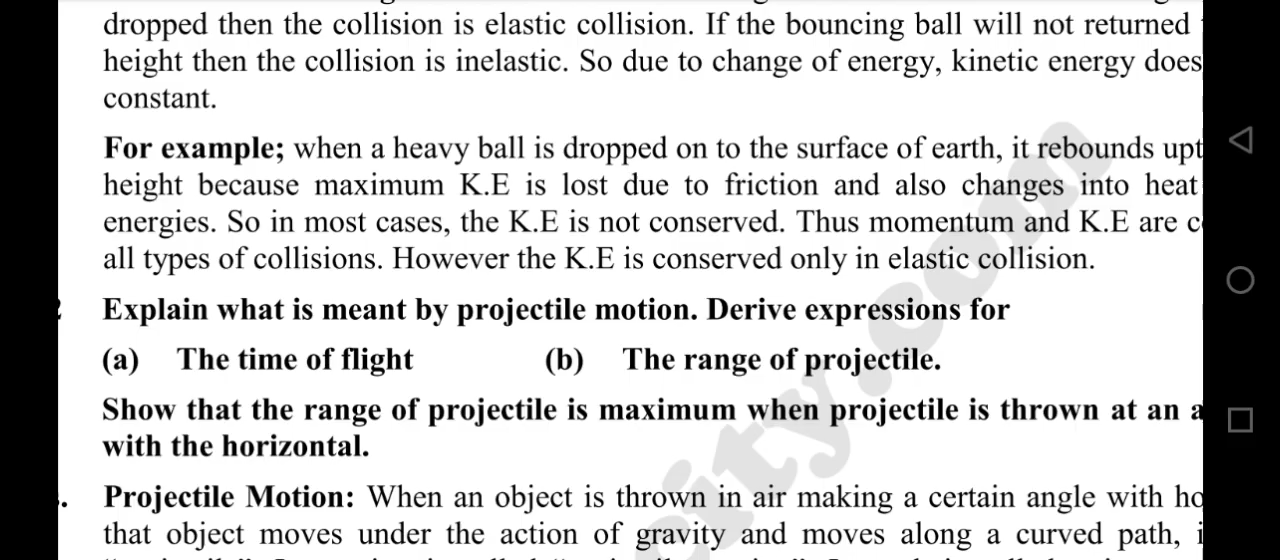 dropped then the collision is elastic collision. If the bouncing ball will not returned
height then the collision is inelastic. So due to change of energy, kinetic energy does
constant.
For example; when a heavy ball is dropped on to the surface of earth, it rebounds upt
height because maximum K.E is lost due to friction and also changes into heat
energies. So in most cases, the K.E is not conserved. Thus momentum and K.E are c
all types of collisions. However the K.E is conserved only in elastic collision.
Explain what is meant by projectile motion. Derive expressions for
(a) The time of flight (b) The range of projectile.
Show that the range of projectile is maximum when projectile is thrown at an a
with the horizontal.
Projectile Motion: When an object is thrown in air making a certain angle with ho
that object moves under the action of gravity and moves along a curved path, i
city.com